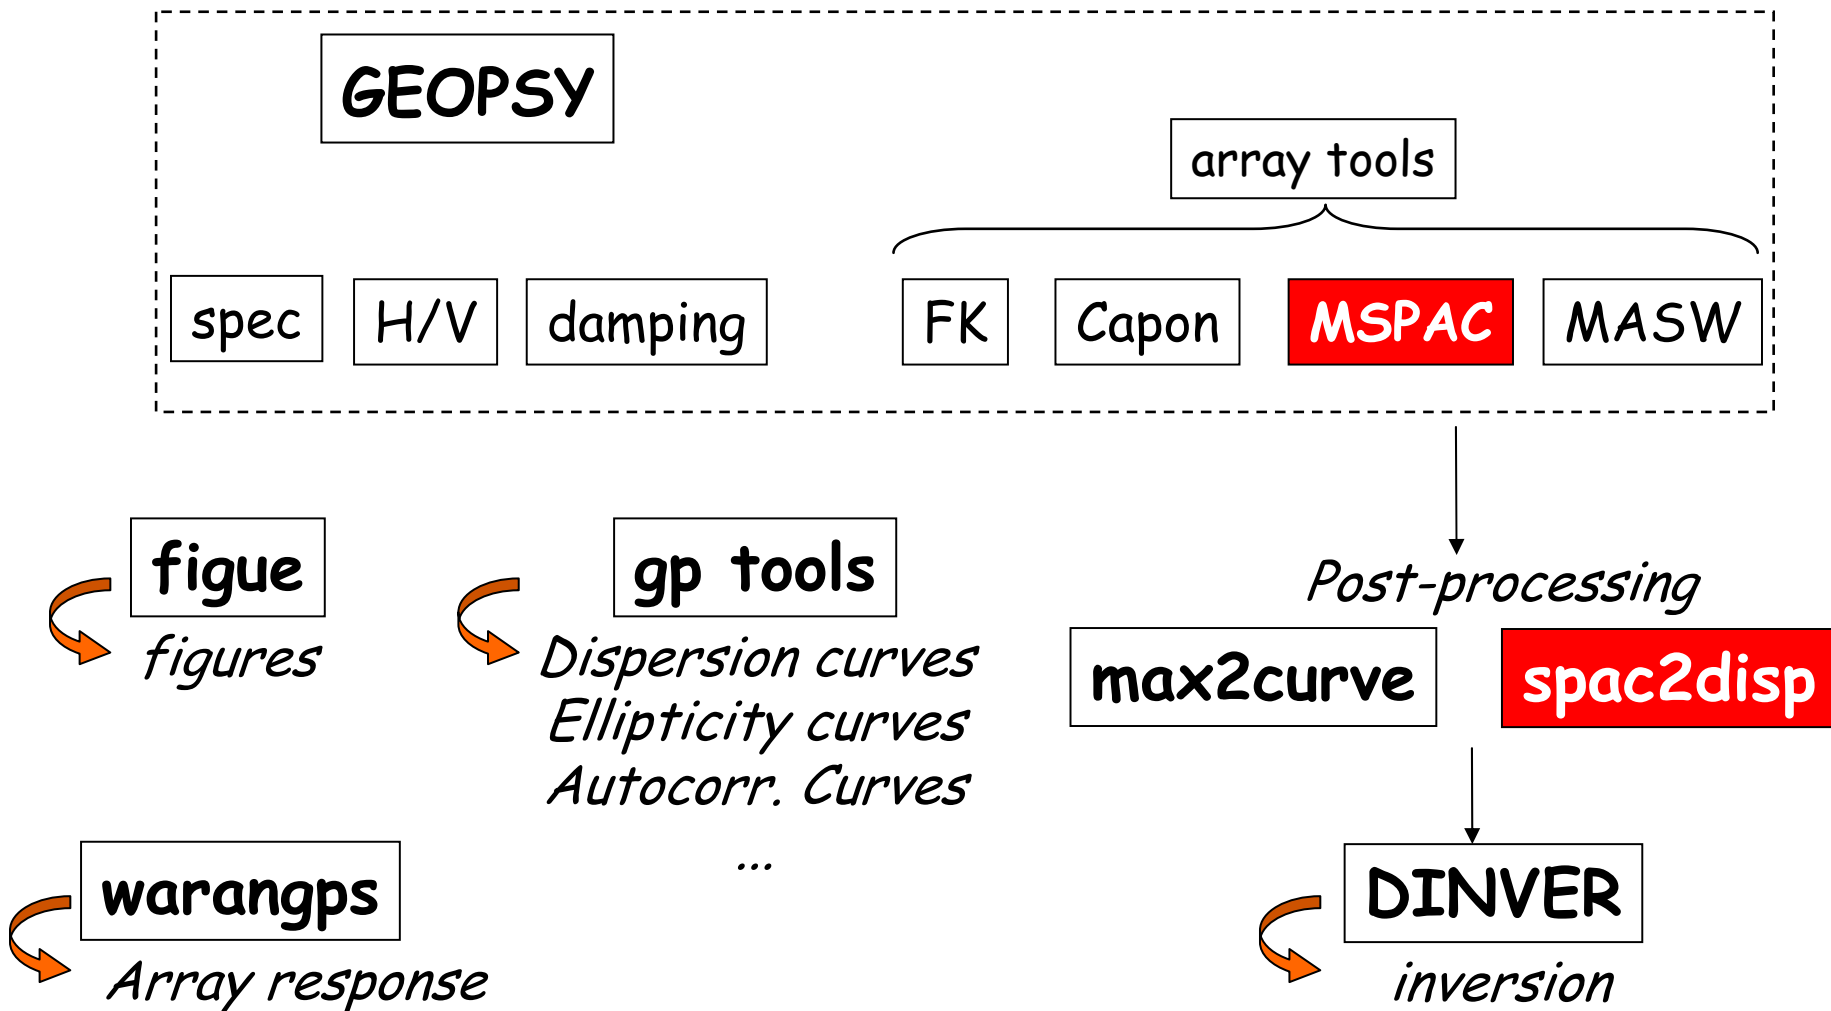 GEOPSY
array tools
spec
H/V
damping
FK
Capon
MSPAC
MASW
figue
figures
gp tools
Dispersion curves
Ellipticity curves
Autocorr. Curves
...
Post-processing
max2curve
spac2disp
warangps
Array response
DINVER
inversion